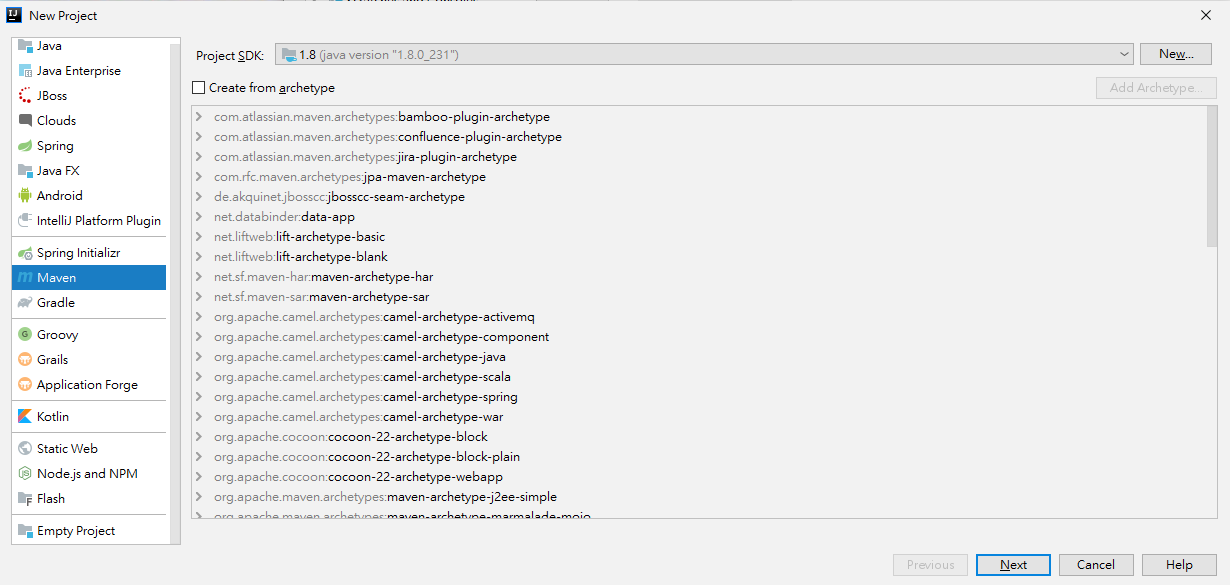 New Project
Java
Java Enterprise
JBoss
Clouds
Spring
Java FX
Android
IntelliJ Platform Plugin
Spring Initializr
Maven
Gradle
Groovy
Grails
Application Forge
Kotlin
Static Web
Node.js and NPM
Flash
Empty Project
Project SDK: 1.8 (java version "1.8.0_231") New...
Create from archetype Add Archetype...
com.atlassian.maven.archetypes:bamboo-plugin-archetype
com.atlassian.maven.archetypes:confluence-plugin-archetype
com.atlassian.maven.archetypes:jira-plugin-archetype
com.rfc.maven.archetypes:jpa-maven-archetype
de.akquinet.jbosscc:jbosscc-seam-archetype
net.databinder:data-app
net.liftweb:lift-archetype-basic
net.liftweb:lift-archetype-blank
net.sf.maven-har:maven-archetype-har
net.sf.maven-sar:maven-archetype-sar
org.apache.camel.archetypes:camel-archetype-activemq
org.apache.camel.archetypes:camel-archetype-component
org.apache.camel.archetypes:camel-archetype-java
org.apache.camel.archetypes:camel-archetype-scala
org.apache.camel.archetypes:camel-archetype-spring
org.apache.camel.archetypes:camel-archetype-war
org.apache.cocoon:cocoon-22-archetype-block
org.apache.cocoon:cocoon-22-archetype-block-plain
org.apache.cocoon:cocoon-22-archetype-webapp
org.apache.maven.archetypes:maven-archetype-j2ee-simple
org.apache.maven.archetypes:maven-archetype-marmalade-mojo
Previous Next Cancel Help